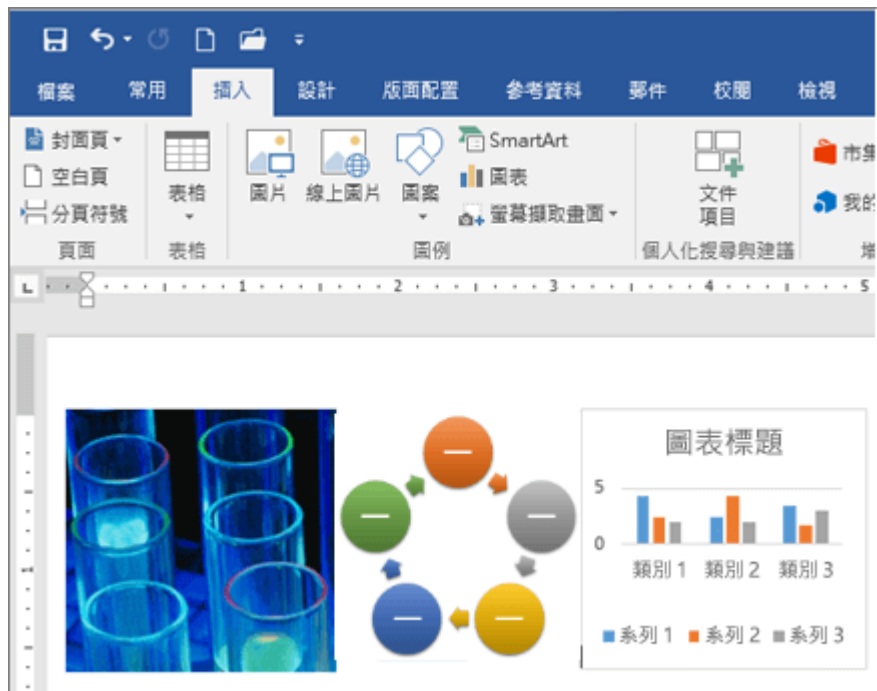 檔案 常用 插入 設計 版面配置 參考資料 郵件 校閱 檢視
封面頁
空白頁
分頁符號
頁面
表格
表格
圖片
線上圖片
圖案
SmartArt
圖表
螢幕擷取畫面
圖例
文件
項目
個人化搜尋與建議
市集
我的
增
L
1 2 3 4 5
1
圖表標題
5
0
類別 1 類別 2 類別 3
系列 1 系列 2 系列 3